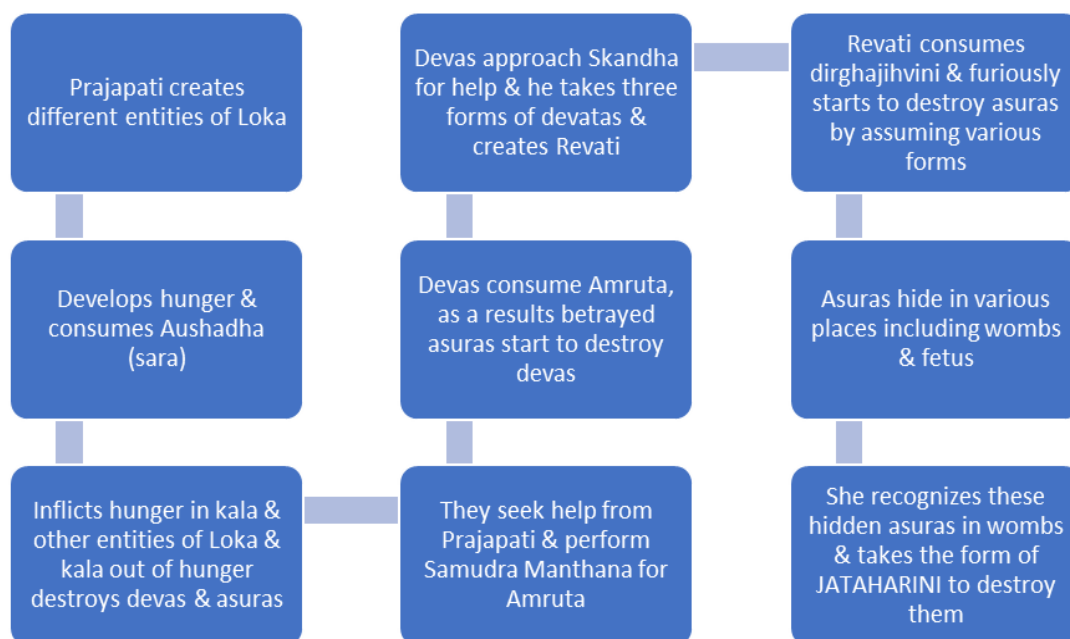 Prajapati creates
different entities of Loka
Develops hunger &
consumes Aushadha
(sara)
Inflicts hunger in kala &
other entities of Loka &
kala out of hunger
destroys devas & asuras
They seek help from
Prajapati & perform
Samudra Manthana for
Amruta
Devas consume Amruta,
as a results betrayed
asuras start to destroy
devas
Devas approach Skandha
for help & he takes three
forms of devatas &
creates Revati
Revati consumes
dirghajihvini & furiously
starts to destroy asuras
by assuming various
forms
Asuras hide in various
places including wombs
& fetus
She recognizes these
hidden asuras in wombs
& takes the form of
JATAHARINI to destroy
them